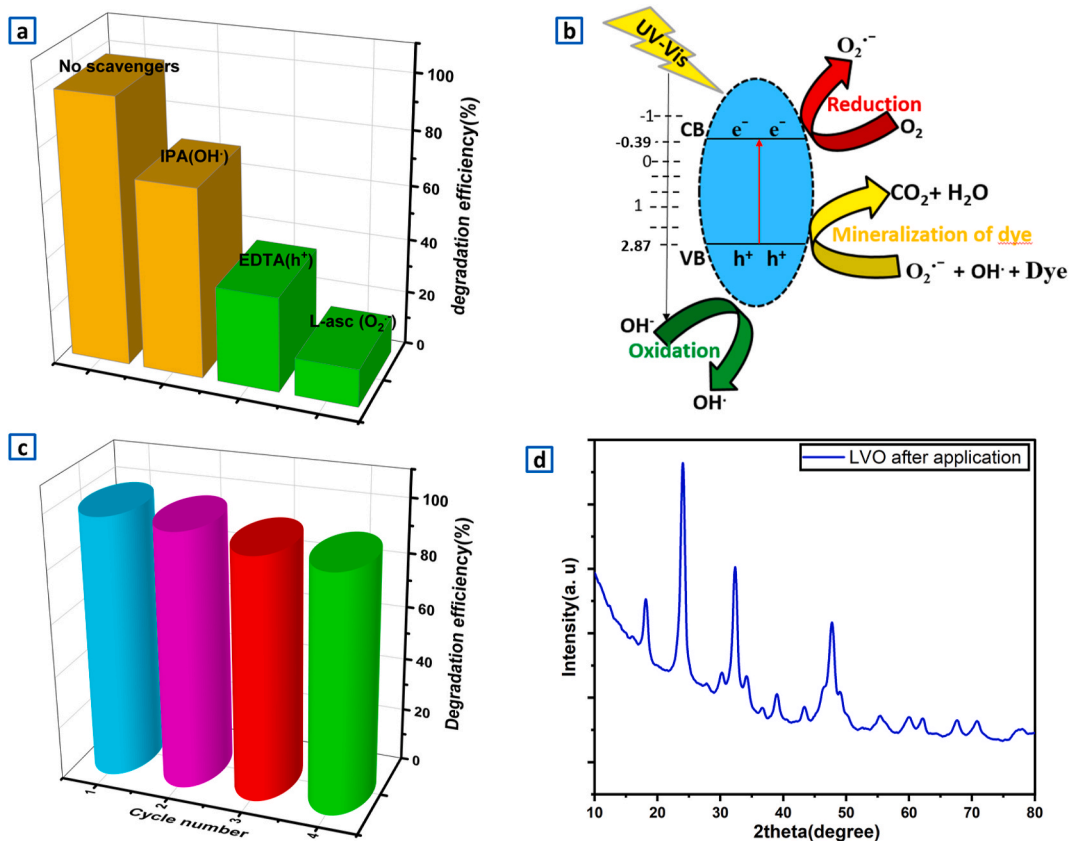 a
No scavengers
IPA(OH·)
EDTA(h⁺)
L-asc (O₂·⁻)
100
80
60
40
20
0
degradation efficiency(%)
b
UV-Vis
O₂·⁻
Reduction
O₂
-1
CB
e⁻ e⁻
-0.39
0
1
2.87
VB
h⁺ h⁺
CO₂+ H₂O
Mineralization of dye
O₂·⁻ + OH· + Dye
OH⁻
Oxidation
OH·
c
100
80
60
40
20
0
Degradation efficiency(%)
1
2
3
4
Cycle number
d
LVO after application
Intensity(a. u)
10 20 30 40 50 60 70 80
2theta(degree)